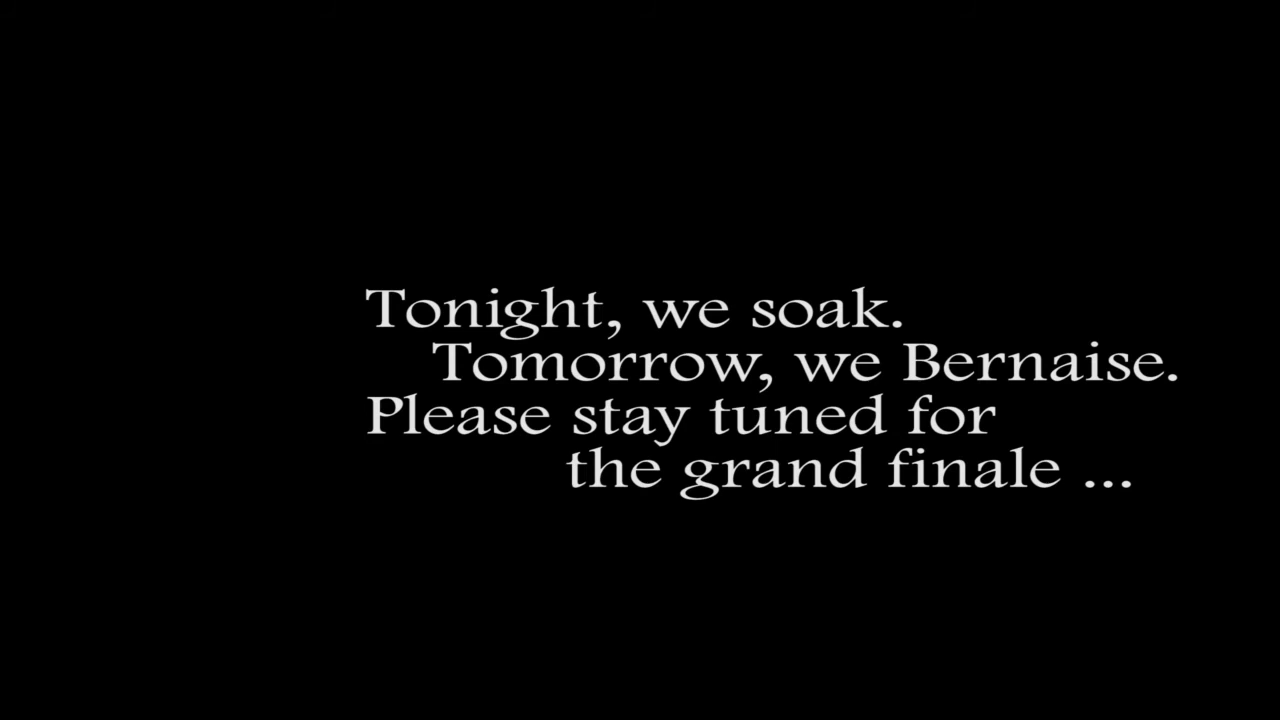 Tonight, we soak.
Tomorrow, we Bernaise.
Please stay tuned for
the grand finale ...